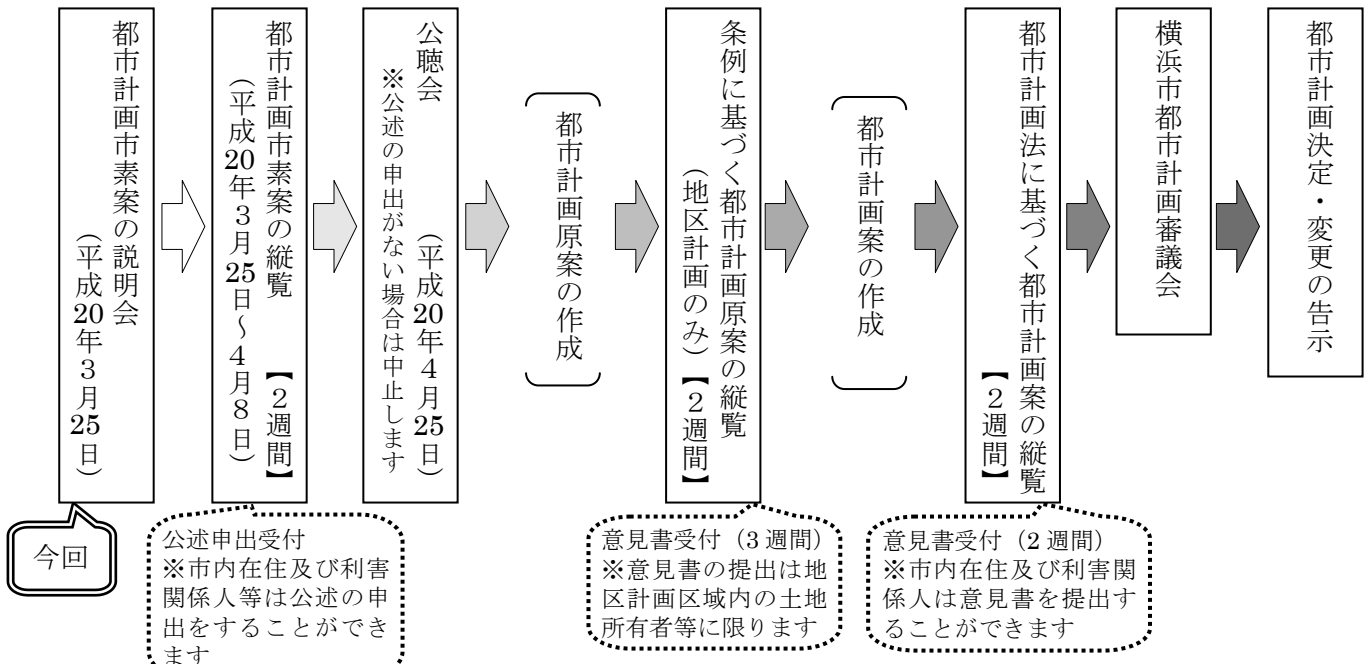 都市計画市素案の説明会
（平成20年３月25日）
都市計画市素案の縦覧　【２週間】
（平成20年３月25日～４月８日）
公聴会　（平成20年４月25日）
※公述の申出がない場合は中止します
都市計画原案の作成
条例に基づく都市計画原案の縦覧
（地区計画のみ）【２週間】
都市計画案の作成
都市計画法に基づく都市計画案の縦覧
【２週間】
横浜市都市計画審議会
都市計画決定・変更の告示
今回
公述申出受付
※市内在住及び利害
関係人等は公述の申
出をすることができ
ます
意見書受付（3 週間）
※意見書の提出は地
区計画区域内の土地
所有者等に限ります
意見書受付（2 週間）
※市内在住及び利害関
係人は意見書を提出す
ることができます